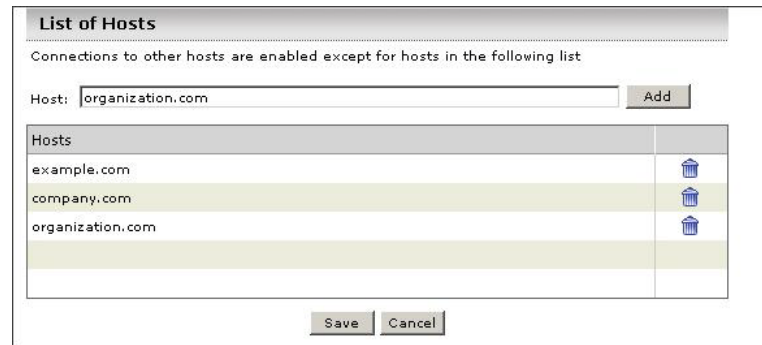 List of Hosts
Connections to other hosts are enabled except for hosts in the following list
Host: organization.com Add
Hosts
example.com
company.com
organization.com
Save Cancel